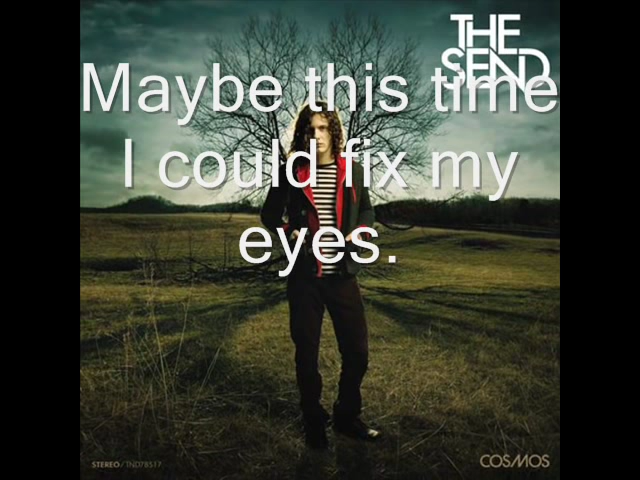 THE
SEND
Maybe this time
I could fix my
eyes.
STEREO/TND78517
COSMOS